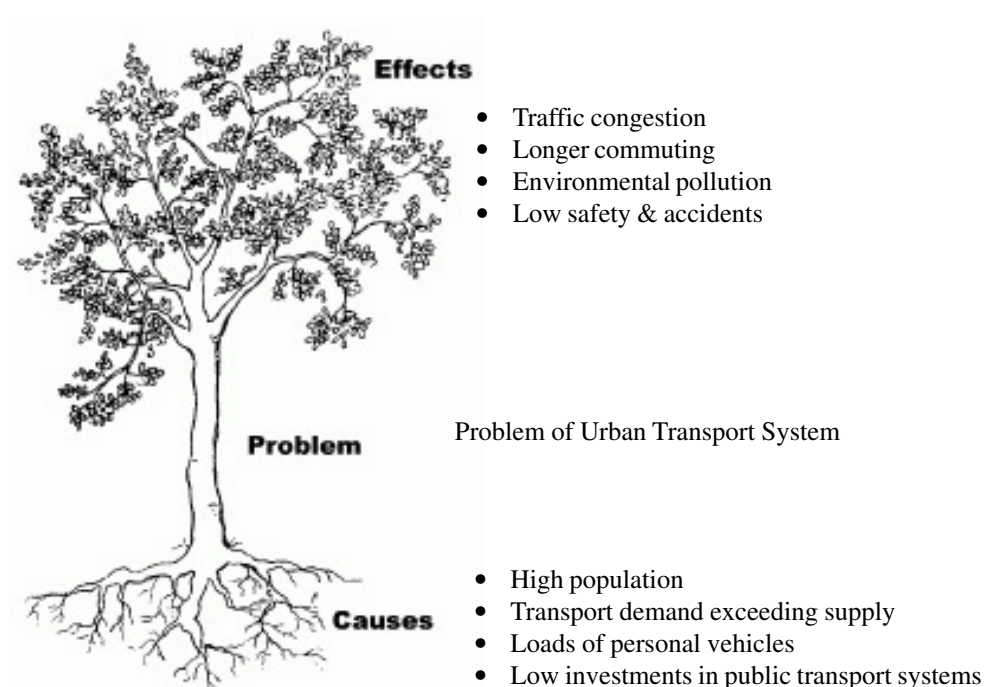 Effects
• Traffic congestion
• Longer commuting
• Environmental pollution
• Low safety & accidents
Problem
Problem of Urban Transport System
Causes
• High population
• Transport demand exceeding supply
• Loads of personal vehicles
• Low investments in public transport systems